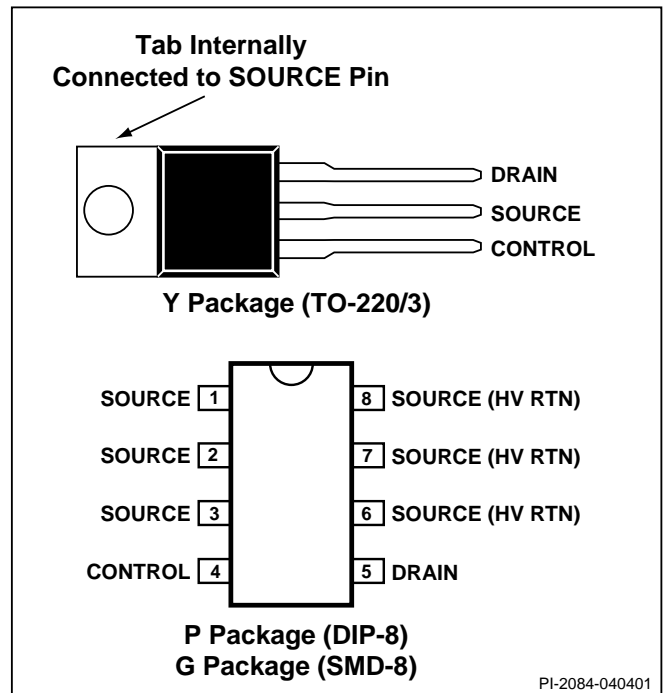 Tab Internally
Connected to SOURCE Pin
DRAIN
SOURCE
CONTROL
Y Package (TO-220/3)
SOURCE 1 8 SOURCE (HV RTN)
SOURCE 2 7 SOURCE (HV RTN)
SOURCE 3 6 SOURCE (HV RTN)
CONTROL 4 5 DRAIN
P Package (DIP-8)
G Package (SMD-8)
PI-2084-040401